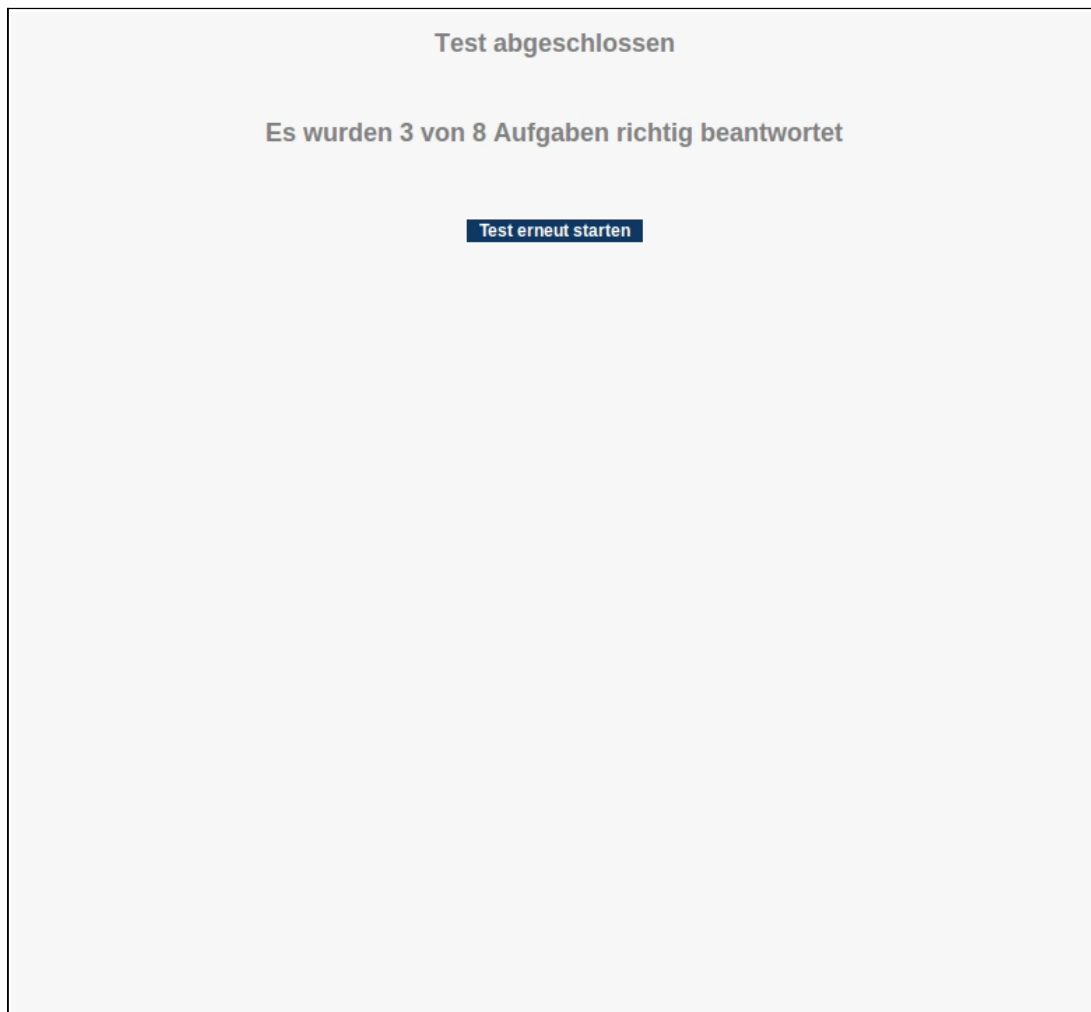 Test abgeschlossen
Es wurden 3 von 8 Aufgaben richtig beantwortet
Test erneut starten